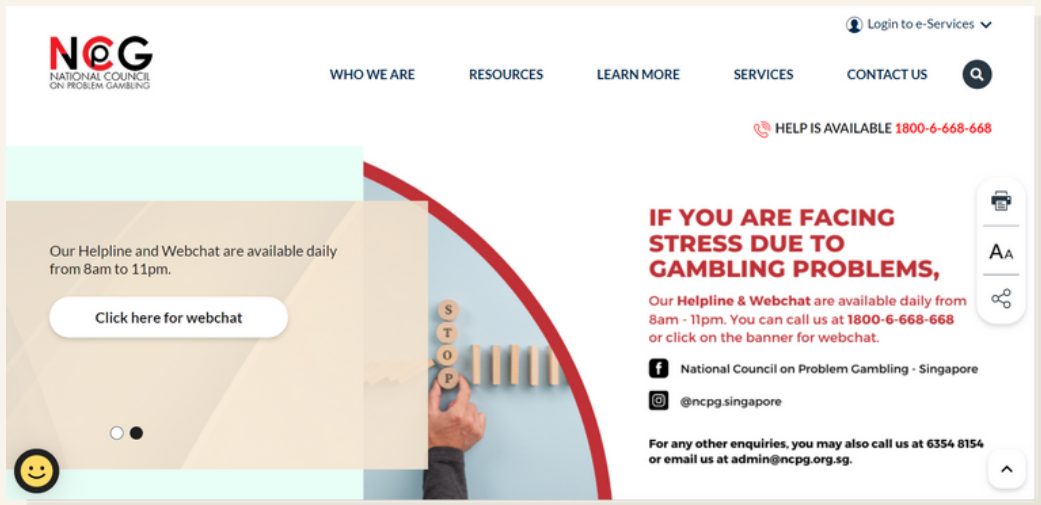 Login to e-Services
NCPG
NATIONAL COUNCIL
ON PROBLEM GAMBLING
WHO WE ARE
RESOURCES
LEARN MORE
SERVICES
CONTACT US
HELP IS AVAILABLE 1800-6-668-668
Our Helpline and Webchat are available daily
from 8am to 11pm.
Click here for webchat
S
T
O
P
IF YOU ARE FACING
STRESS DUE TO
GAMBLING PROBLEMS,
Our Helpline & Webchat are available daily from
8am - 11pm. You can call us at 1800-6-668-668
or click on the banner for webchat.
f
National Council on Problem Gambling - Singapore
@ncpg.singapore
For any other enquiries, you may also call us at 6354 8154
or email us at admin@ncpg.org.sg.
AA